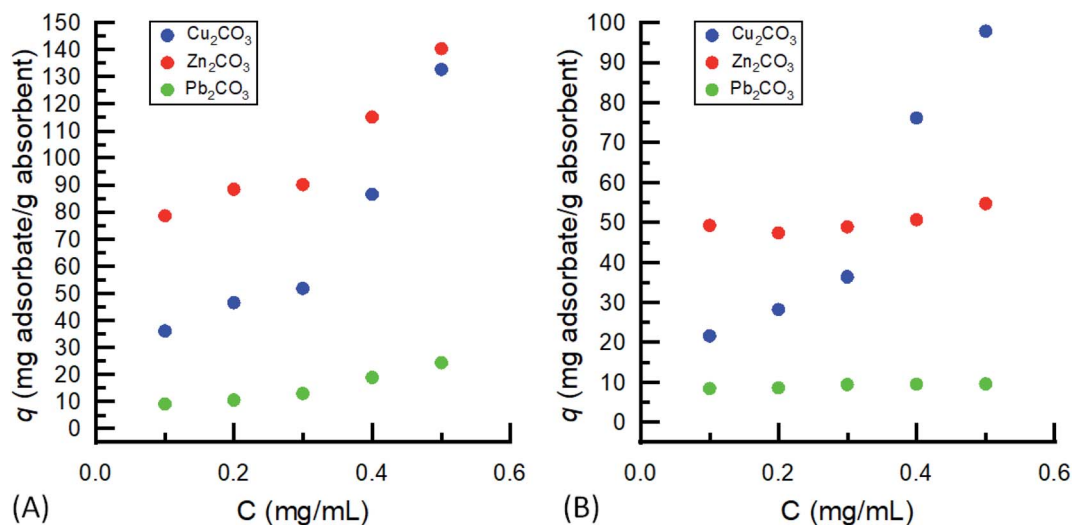 150
140
130
120
110
100
90
80
70
60
50
40
30
20
10
0
q (mg adsorbate/g absorbent)
Cu₂CO₃
Zn₂CO₃
Pb₂CO₃
0.0 0.2 0.4 0.6
C (mg/mL)
(A)
100
90
80
70
60
50
40
30
20
10
0
q (mg adsorbate/g absorbent)
Cu₂CO₃
Zn₂CO₃
Pb₂CO₃
0.0 0.2 0.4 0.6
C (mg/mL)
(B)